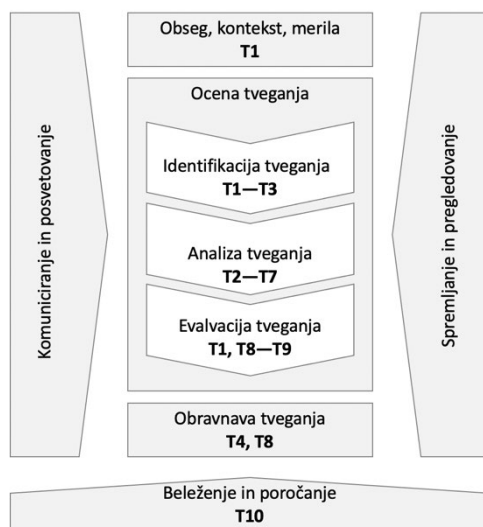 Obseg, kontekst, merila
T1
Komuniciranje in posvetovanje
Ocena tveganja
Identifikacija tveganja
T1—T3
Analiza tveganja
T2—T7
Evalvacija tveganja
T1, T8—T9
Spremljanje in pregledovanje
Obravnava tveganja
T4, T8
Beleženje in poročanje
T10